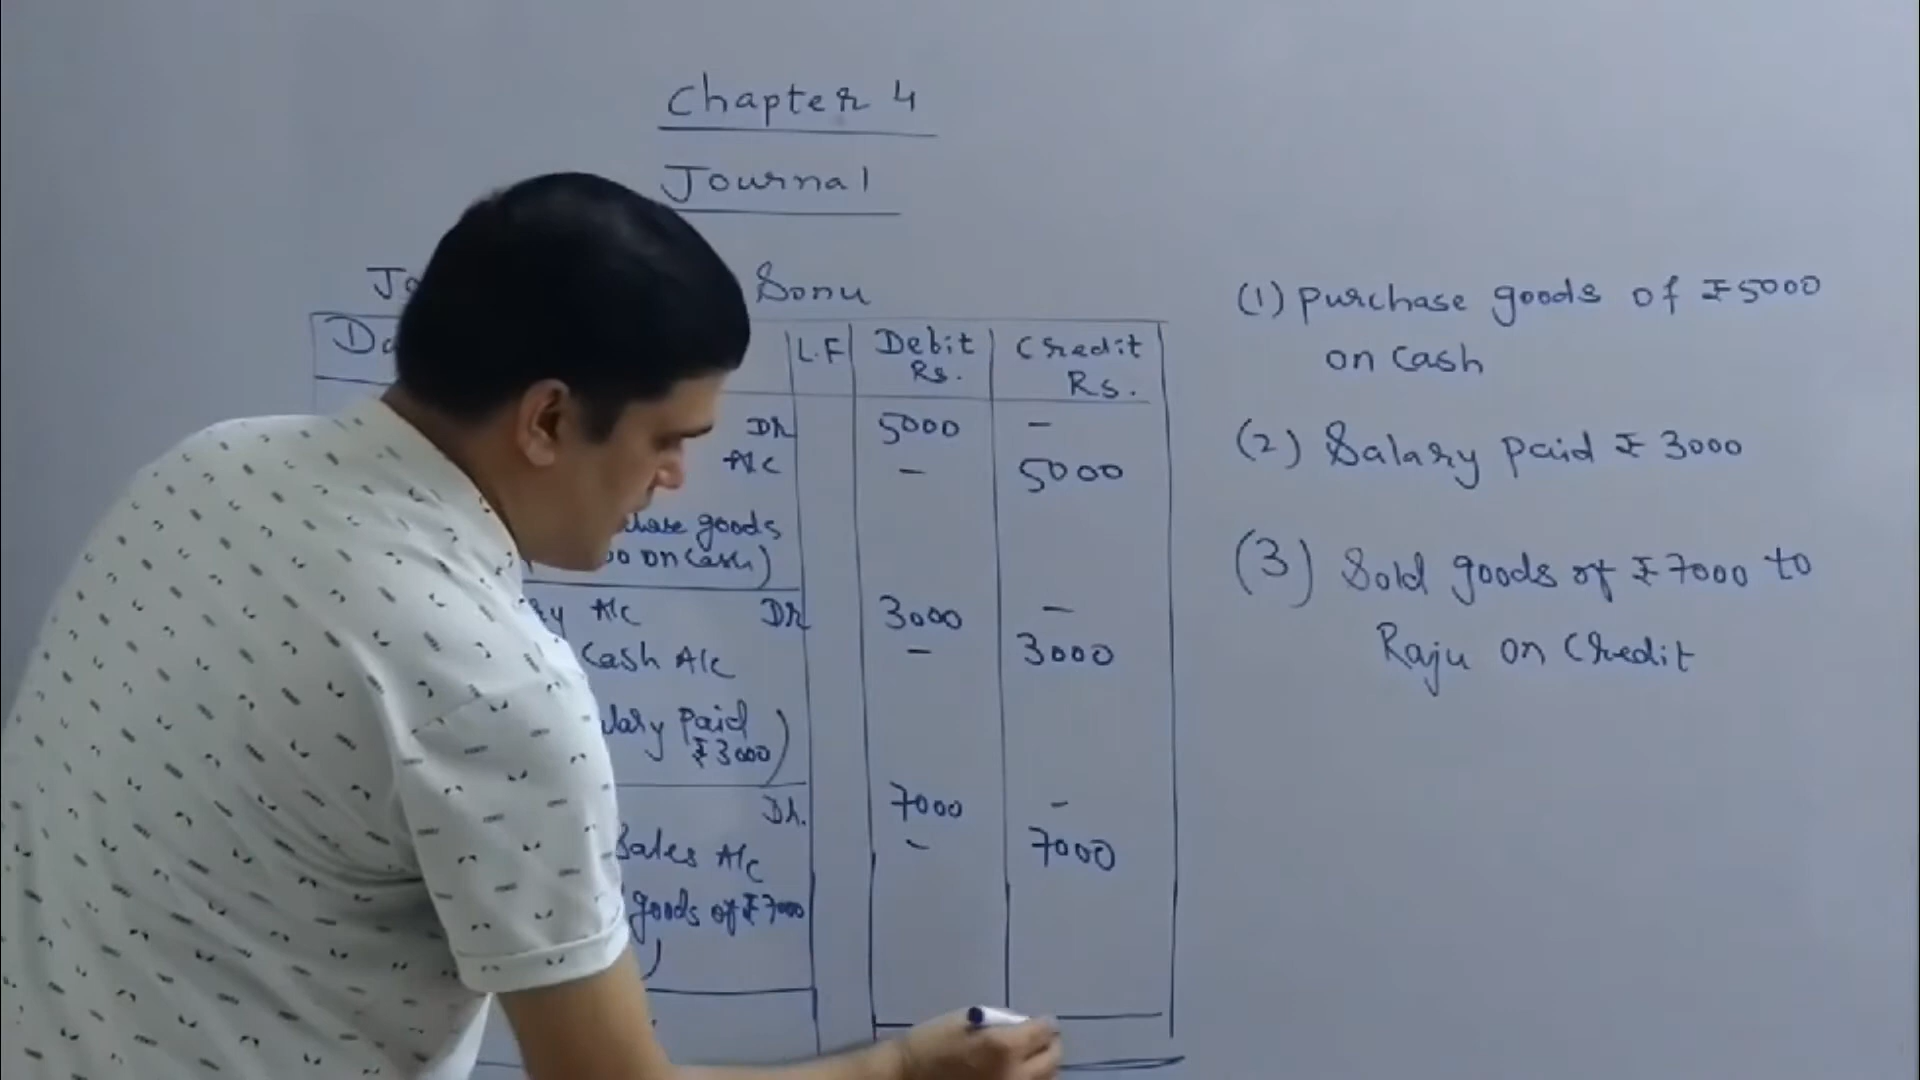 Chapter 4
Journal
Sonu
L.F Debit Rs. Credit Rs.
Dr 5000 -
A/c - 5000
goods
on cash)
A/c Dr 3000 -
Cash A/c - 3000
Paid
₹3000)
Dr. 7000 -
Sales A/c - 7000
goods of ₹7000
)
(1) Purchase goods of ₹5000
on cash
(2) Salary Paid ₹ 3000
(3) Sold goods of ₹7000 to
Raju on Credit